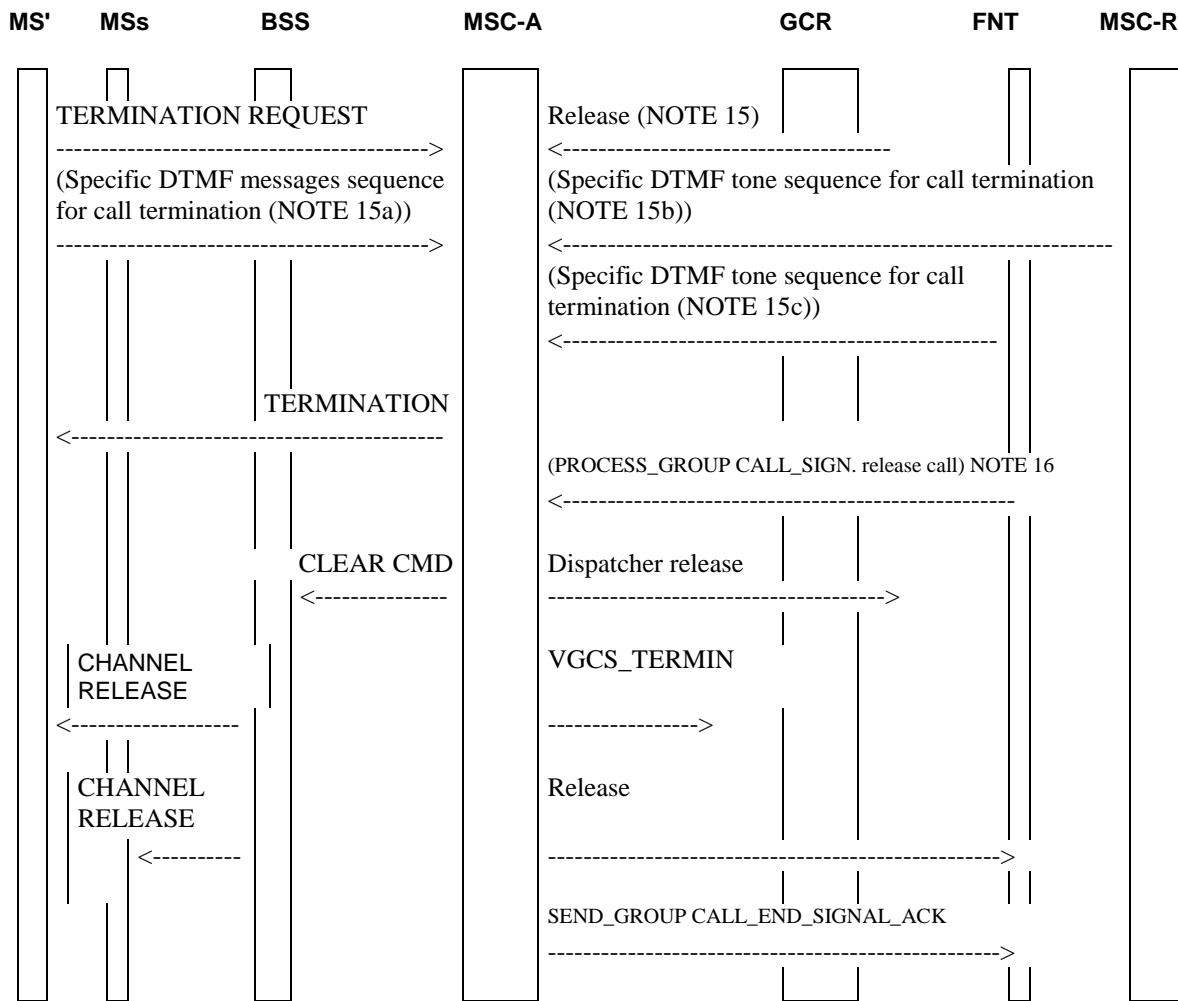 MS' MSs BSS MSC-A GCR FNT MSC-R
TERMINATION REQUEST
Release (NOTE 15)
------------------------------------------>
<-------------------------------------
(Specific DTMF messages sequence
for call termination (NOTE 15a))
(Specific DTMF tone sequence for call termination
(NOTE 15b))
------------------------------------------>
<--------------------------------------------------------------
(Specific DTMF tone sequence for call
termination (NOTE 15c))
<-------------------------------------------------
TERMINATION
<------------------------------------------
(PROCESS_GROUP CALL_SIGN. release call) NOTE 16
<---------------------------------------------------
CLEAR CMD
Dispatcher release
<---------------
-------------------------------------->
CHANNEL
RELEASE
VGCS_TERMIN
<-------------------
----------------->
CHANNEL
RELEASE
Release
<----------
--------------------------------------------------->
SEND_GROUP CALL_END_SIGNAL_ACK
--------------------------------------------------->